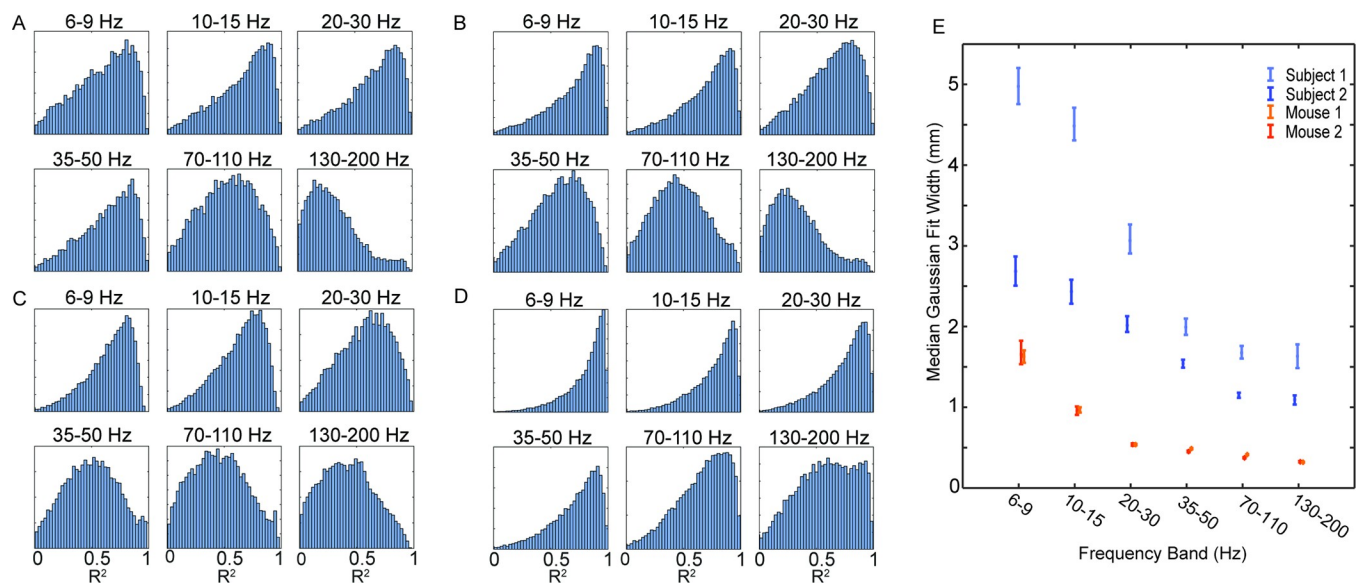 A
6-9 Hz
10-15 Hz
20-30 Hz
35-50 Hz
70-110 Hz
130-200 Hz
B
6-9 Hz
10-15 Hz
20-30 Hz
35-50 Hz
70-110 Hz
130-200 Hz
C
6-9 Hz
10-15 Hz
20-30 Hz
35-50 Hz
70-110 Hz
130-200 Hz
0 0.5 1
R²
0 0.5 1
R²
0 0.5 1
R²
D
6-9 Hz
10-15 Hz
20-30 Hz
35-50 Hz
70-110 Hz
130-200 Hz
0 0.5 1
R²
0 0.5 1
R²
0 0.5 1
R²
E
Median Gaussian Fit Width (mm)
5
4
3
2
1
0
Subject 1
Subject 2
Mouse 1
Mouse 2
6-9
10-15
20-30
35-50
70-110
130-200
Frequency Band (Hz)